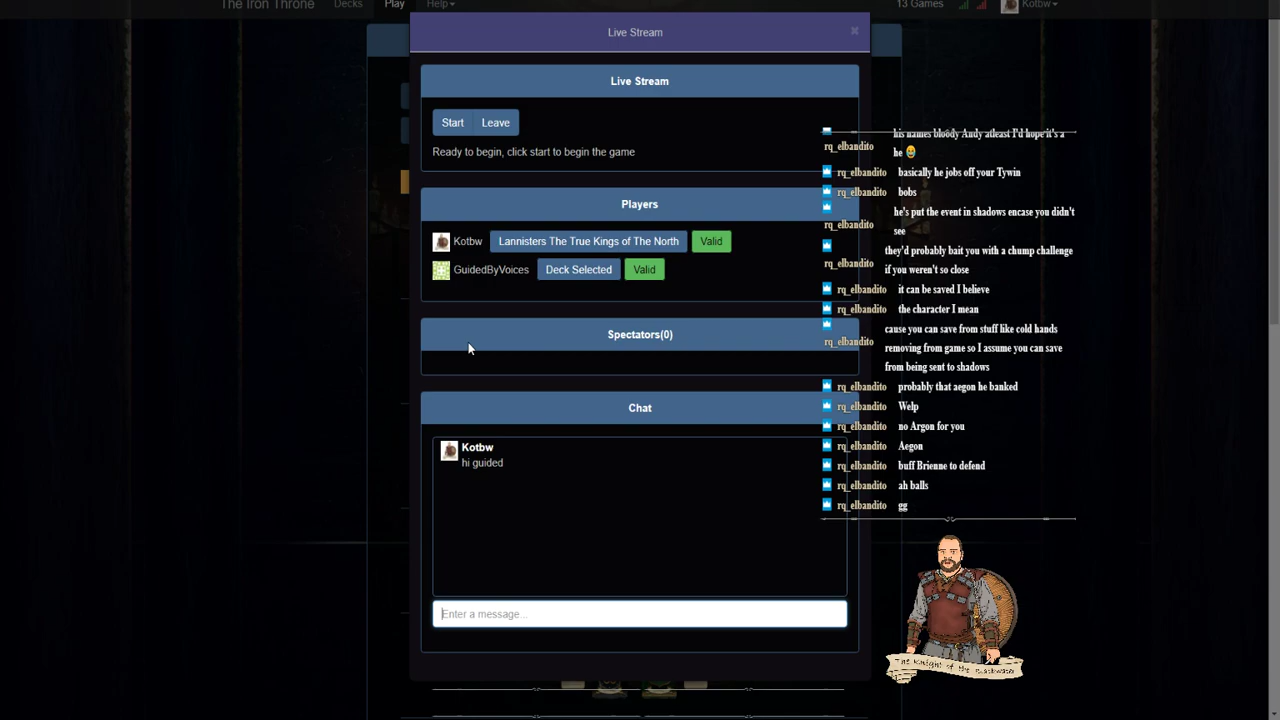 The Iron Throne
Decks
Play
Help
13 Games
Kotbw
Live Stream
×
Live Stream
Start
Leave
Ready to begin, click start to begin the game
Players
Kotbw
Lannisters The True Kings of The North
Valid
GuidedByVoices
Deck Selected
Valid
Spectators(0)
Chat
Kotbw
hi guided
Enter a message...
his names bloody Andy atleast I'd hope it's a
rq_elbandito he 😂
rq_elbandito basically he jobs off your Tywin
rq_elbandito bobs
he's put the event in shadows encase you didn't
rq_elbandito see
they'd probably bait you with a chump challenge
rq_elbandito if you weren't so close
rq_elbandito it can be saved I believe
rq_elbandito the character I mean
cause you can save from stuff like cold hands
rq_elbandito removing from game so I assume you can save
from being sent to shadows
rq_elbandito probably that aegon he banked
rq_elbandito Welp
rq_elbandito no Argon for you
rq_elbandito Aegon
rq_elbandito buff Brienne to defend
rq_elbandito ah balls
rq_elbandito gg
The Knight of the Blackwater